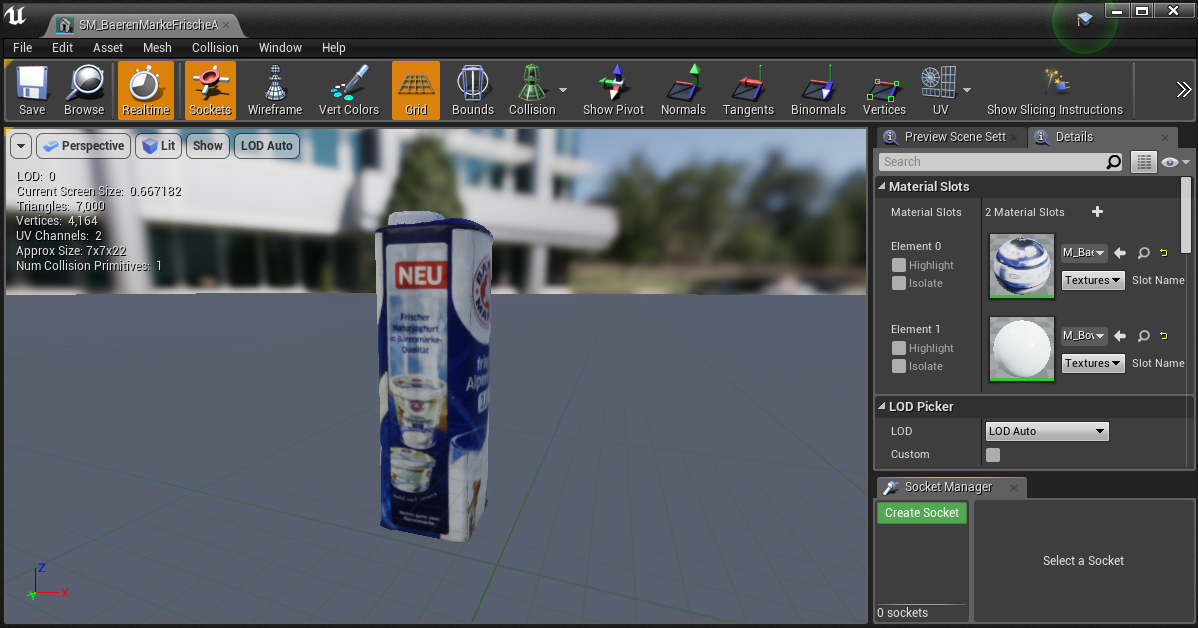 SM_BaerenMarkeFrischeA
File Edit Asset Mesh Collision Window Help
Save Browse Realtime Sockets Wireframe Vert Colors Grid Bounds Collision Show Pivot Normals Tangents Binormals Vertices UV Show Slicing Instructions
Perspective Lit Show LOD Auto
LOD: 0
Current Screen Size: 0.667182
Triangles: 7,000
Vertices: 4,164
UV Channels: 2
Approx Size: 7x7x22
Num Collision Primitives: 1
NEU
Frischer
Naturjoghurt
in Bärenmarke-
Qualität
Z
X
Preview Scene Sett Details
Search
Material Slots
Material Slots 2 Material Slots
Element 0
Highlight
Isolate
M_Bae
Textures Slot Name
Element 1
Highlight
Isolate
M_Bov
Textures Slot Name
LOD Picker
LOD LOD Auto
Custom
Socket Manager
Create Socket
Select a Socket
0 sockets